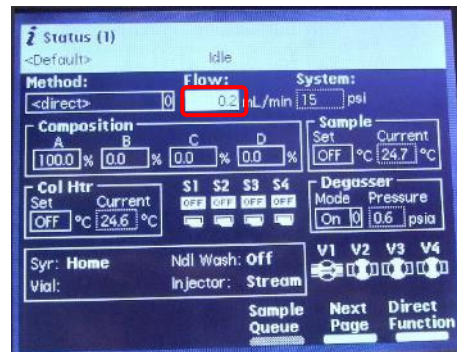 i Status (1)
<Default> Idle
Method: Flow: System:
<direct> 0 0.2 mL/min 15 psi
Composition Sample
A B C D Set Current
100.0 % 0.0 % 0.0 % 0.0 % OFF °C 24.7 °C
Col Htr S1 S2 S3 S4 Degasser
Set Current OFF OFF OFF OFF Mode Pressure
OFF °C 24.6 °C On 0 0.6 psia
Syr: Home Ndl Wash: Off V1 V2 V3 V4
Vial: Injector: Stream
Sample Next Direct
Queue Page Function